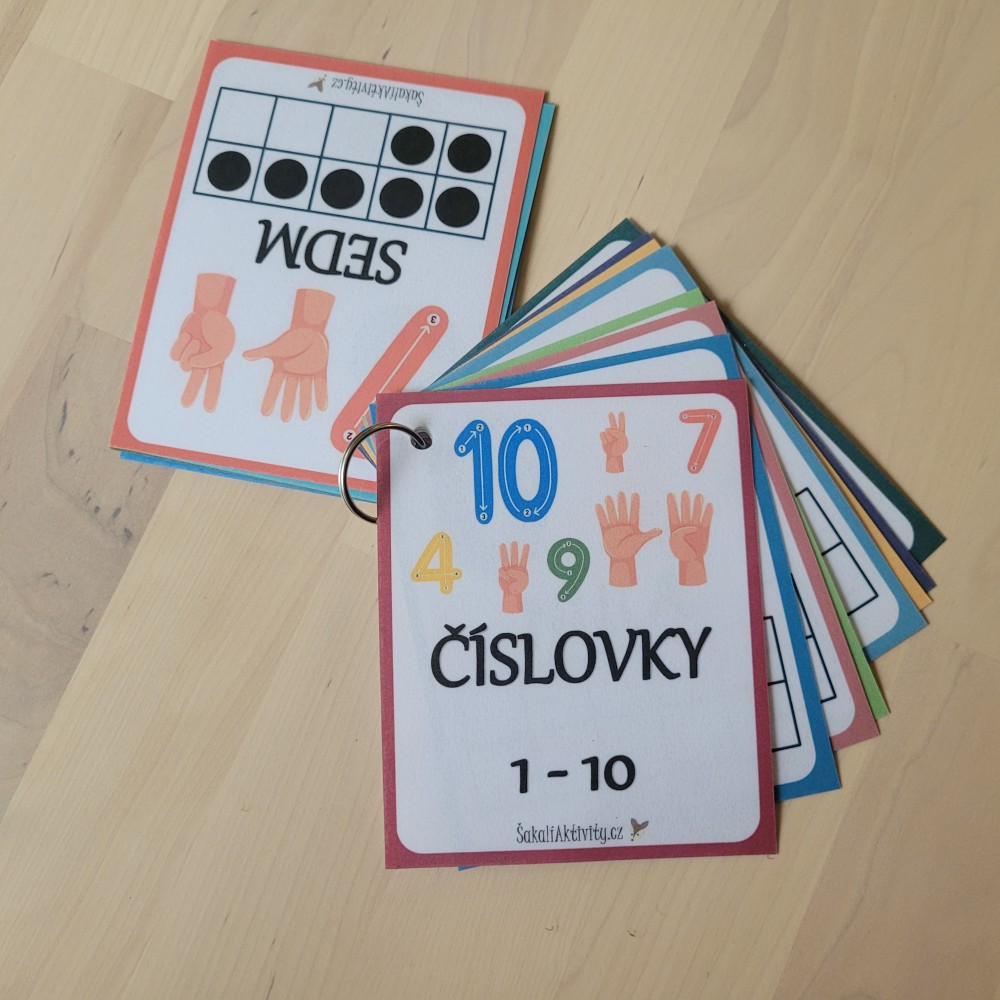 10
7
4
9
ČÍSLOVKY
1 - 10
ŠakalíAktivity.cz
SEDM
ŠakalíAktivity.cz